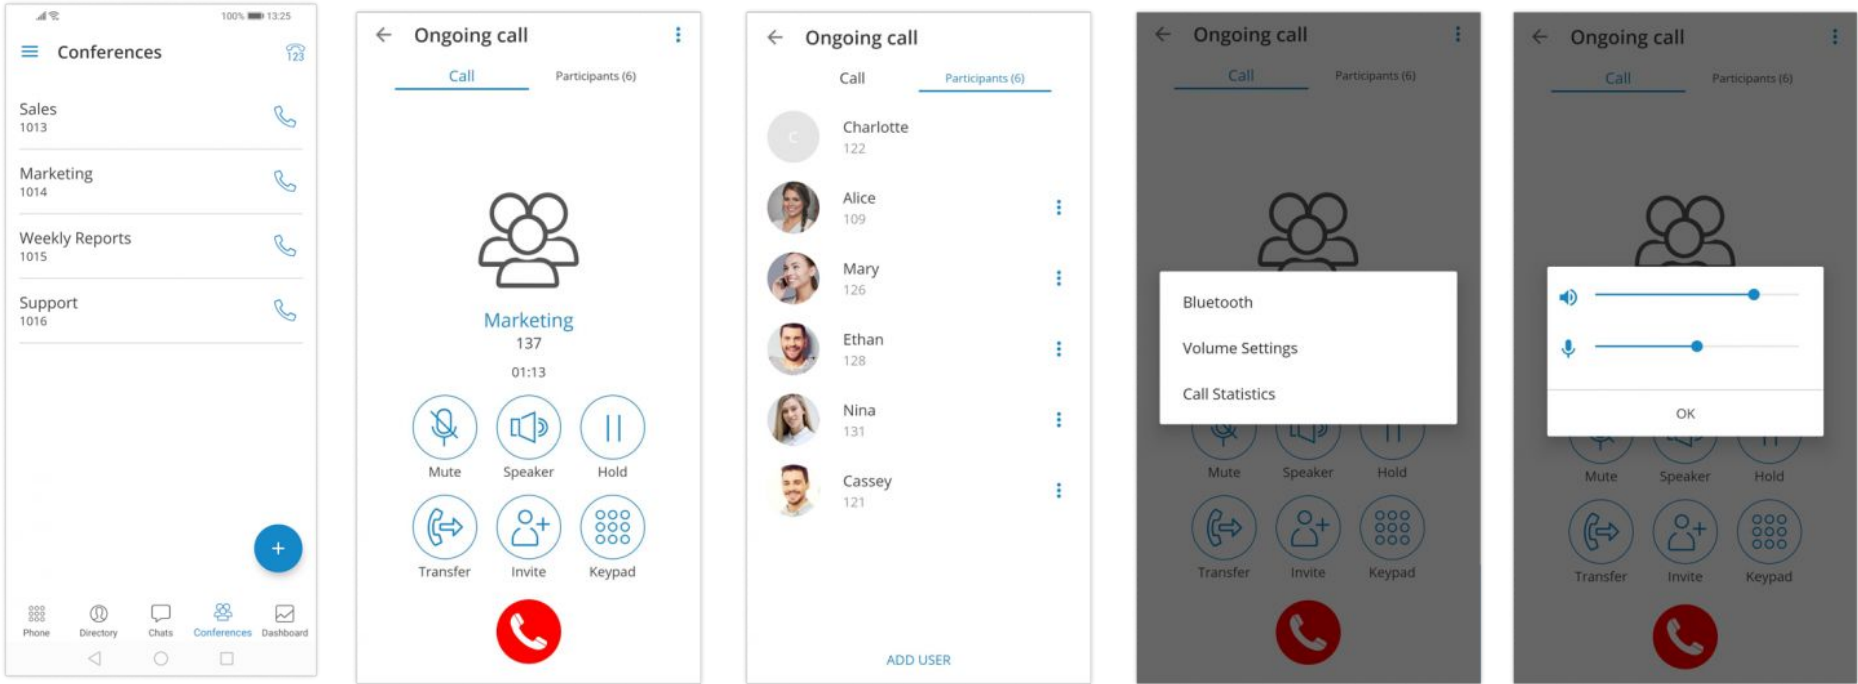 100% 13:25
Conferences
123
Sales
1013
Marketing
1014
Weekly Reports
1015
Support
1016
+
Phone Directory Chats Conferences Dashboard
Ongoing call
Call Participants (6)
Marketing
137
01:13
Mute Speaker Hold
Transfer Invite Keypad
Ongoing call
Call Participants (6)
C
Charlotte
122
Alice
109
Mary
126
Ethan
128
Nina
131
Cassey
121
ADD USER
Ongoing call
Call Participants (6)
Bluetooth
Volume Settings
Call Statistics
Mute Speaker Hold
Transfer Invite Keypad
Ongoing call
Call Participants (6)
OK
Mute Speaker Hold
Transfer Invite Keypad